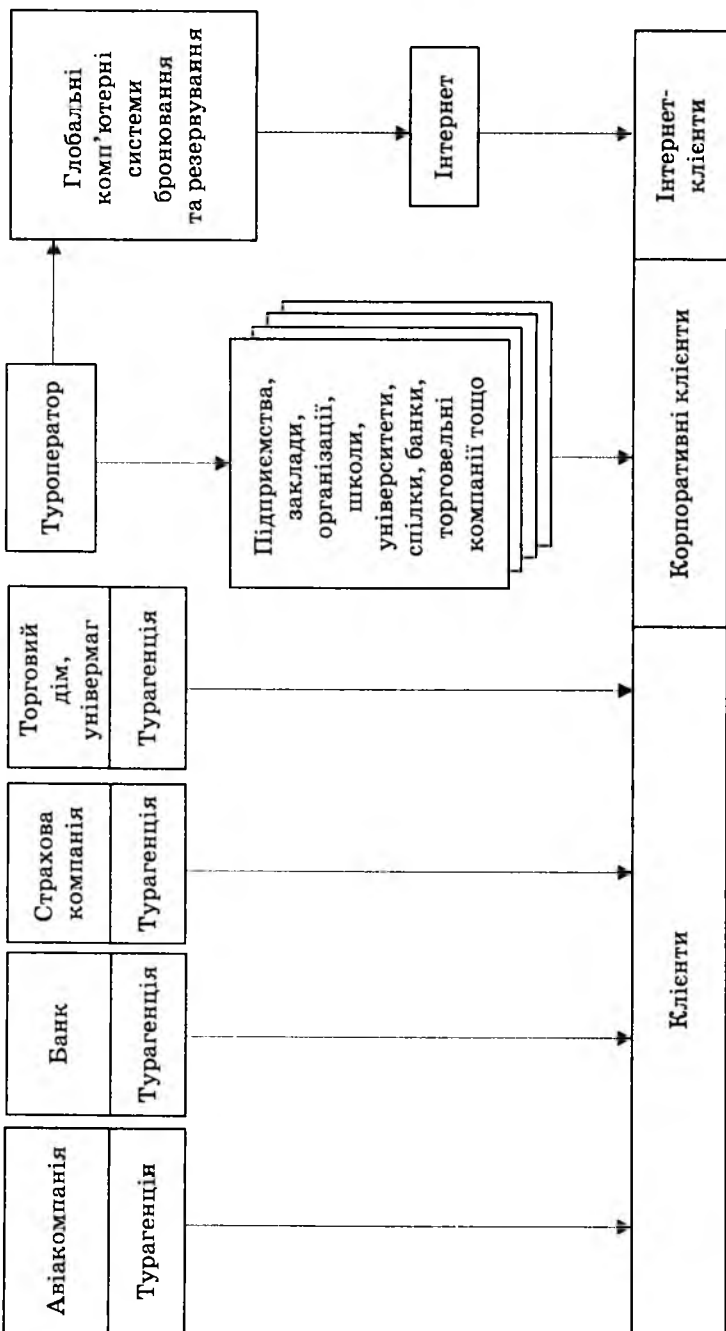 Авіакомпанія
Турагенція
Банк
Турагенція
Страхова
компанія
Турагенція
Торговий
дім,
універмаг
Турагенція
Туроператор
Глобальні
комп'ютерні
системи
бронювання
та резервування
Підприємства,
заклади,
організації,
школи,
університети,
спілки, банки,
торговельні
компанії тощо
Інтернет
Клієнти
Корпоративні клієнти
Інтернет-
клієнти